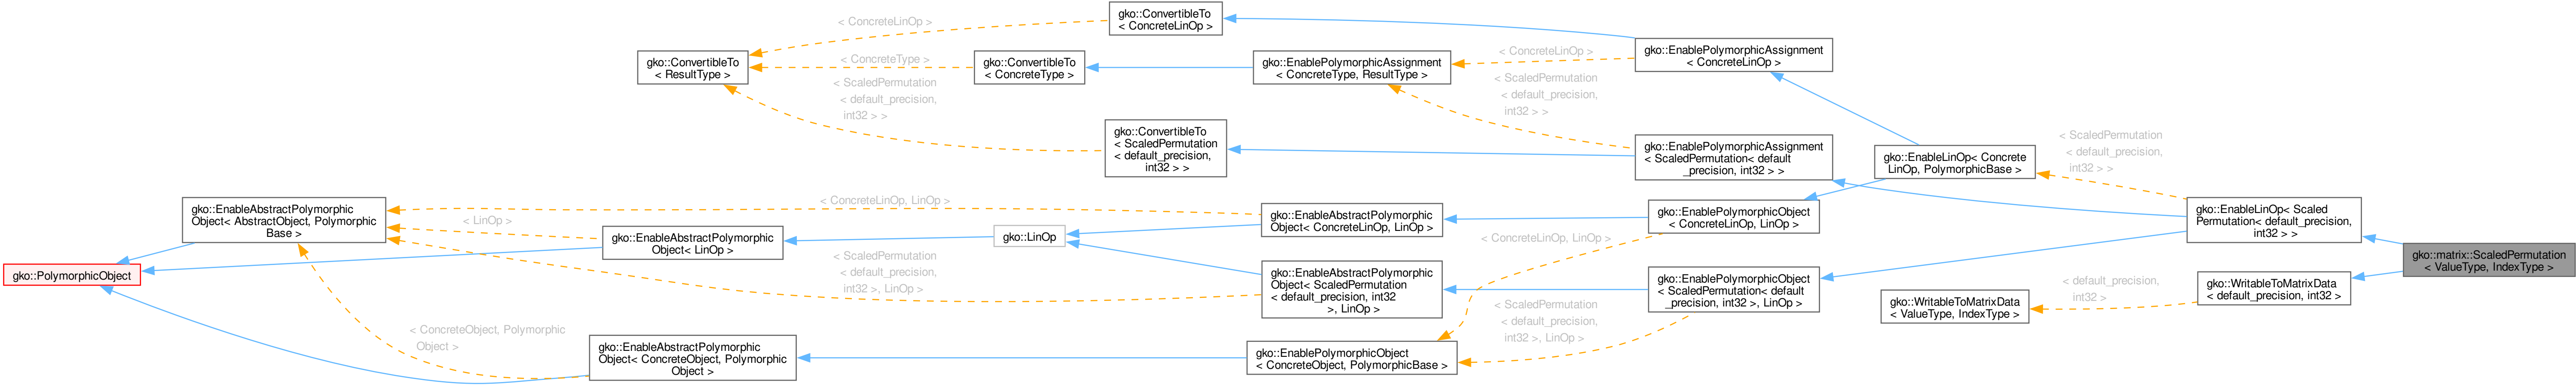 gko::PolymorphicObject
gko::EnableAbstractPolymorphic
Object< AbstractObject, Polymorphic
Base >
< ConcreteObject, Polymorphic
Object >
< LinOp >
gko::ConvertibleTo
< ResultType >
gko::EnableAbstractPolymorphic
Object< LinOp >
gko::EnableAbstractPolymorphic
Object< ConcreteObject, Polymorphic
Object >
< ConcreteLinOp >
< ConcreteType >
< ScaledPermutation
< default_precision,
int32 > >
< ConcreteLinOp, LinOp >
< ScaledPermutation
< default_precision,
int32 >, LinOp >
gko::ConvertibleTo
< ConcreteLinOp >
gko::ConvertibleTo
< ConcreteType >
gko::ConvertibleTo
< ScaledPermutation
< default_precision,
int32 > >
gko::LinOp
gko::EnablePolymorphicAssignment
< ConcreteType, ResultType >
gko::EnableAbstractPolymorphic
Object< ConcreteLinOp, LinOp >
gko::EnableAbstractPolymorphic
Object< ScaledPermutation
< default_precision, int32
>, LinOp >
gko::EnablePolymorphicObject
< ConcreteObject, PolymorphicBase >
< ConcreteLinOp >
< ScaledPermutation
< default_precision,
int32 > >
< ConcreteLinOp, LinOp >
< ScaledPermutation
< default_precision,
int32 >, LinOp >
gko::EnablePolymorphicAssignment
< ConcreteLinOp >
gko::EnablePolymorphicAssignment
< ScaledPermutation< default
_precision, int32 > >
gko::EnablePolymorphicObject
< ConcreteLinOp, LinOp >
gko::EnablePolymorphicObject
< ScaledPermutation< default
_precision, int32 >, LinOp >
gko::EnableLinOp< Concrete
LinOp, PolymorphicBase >
gko::WritableToMatrixData
< ValueType, IndexType >
< ScaledPermutation
< default_precision,
int32 > >
< default_precision,
int32 >
gko::EnableLinOp< Scaled
Permutation< default_precision,
int32 > >
gko::WritableToMatrixData
< default_precision, int32 >
gko::matrix::ScaledPermutation
< ValueType, IndexType >